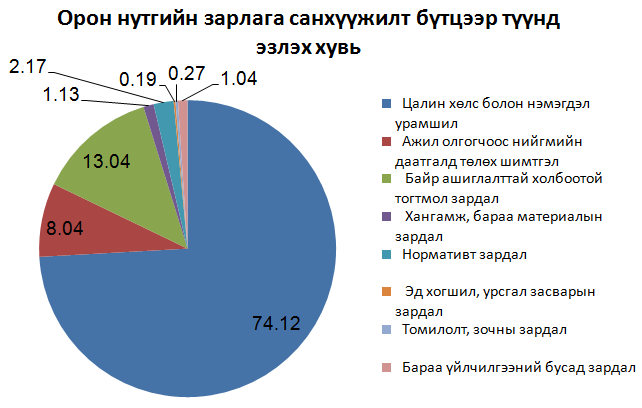 Орон нутгийн зарлага санхүүжилт бүтцээр түүнд
эзлэх хувь
2.17
0.19
0.27
1.04
1.13
13.04
8.04
74.12
Цалин хөлс болон нэмэгдэл
урамшил
Ажил олгогчоос нийгмийн
даатгалд төлөх шимтгэл
Байр ашиглалттай холбоотой
тогтмол зардал
Хангамж, бараа материалын
зардал
Нормативт зардал
Эд хогшил, урсгал засварын
зардал
Томилолт, зочны зардал
Бараа үйлчилгээний бусад зардал